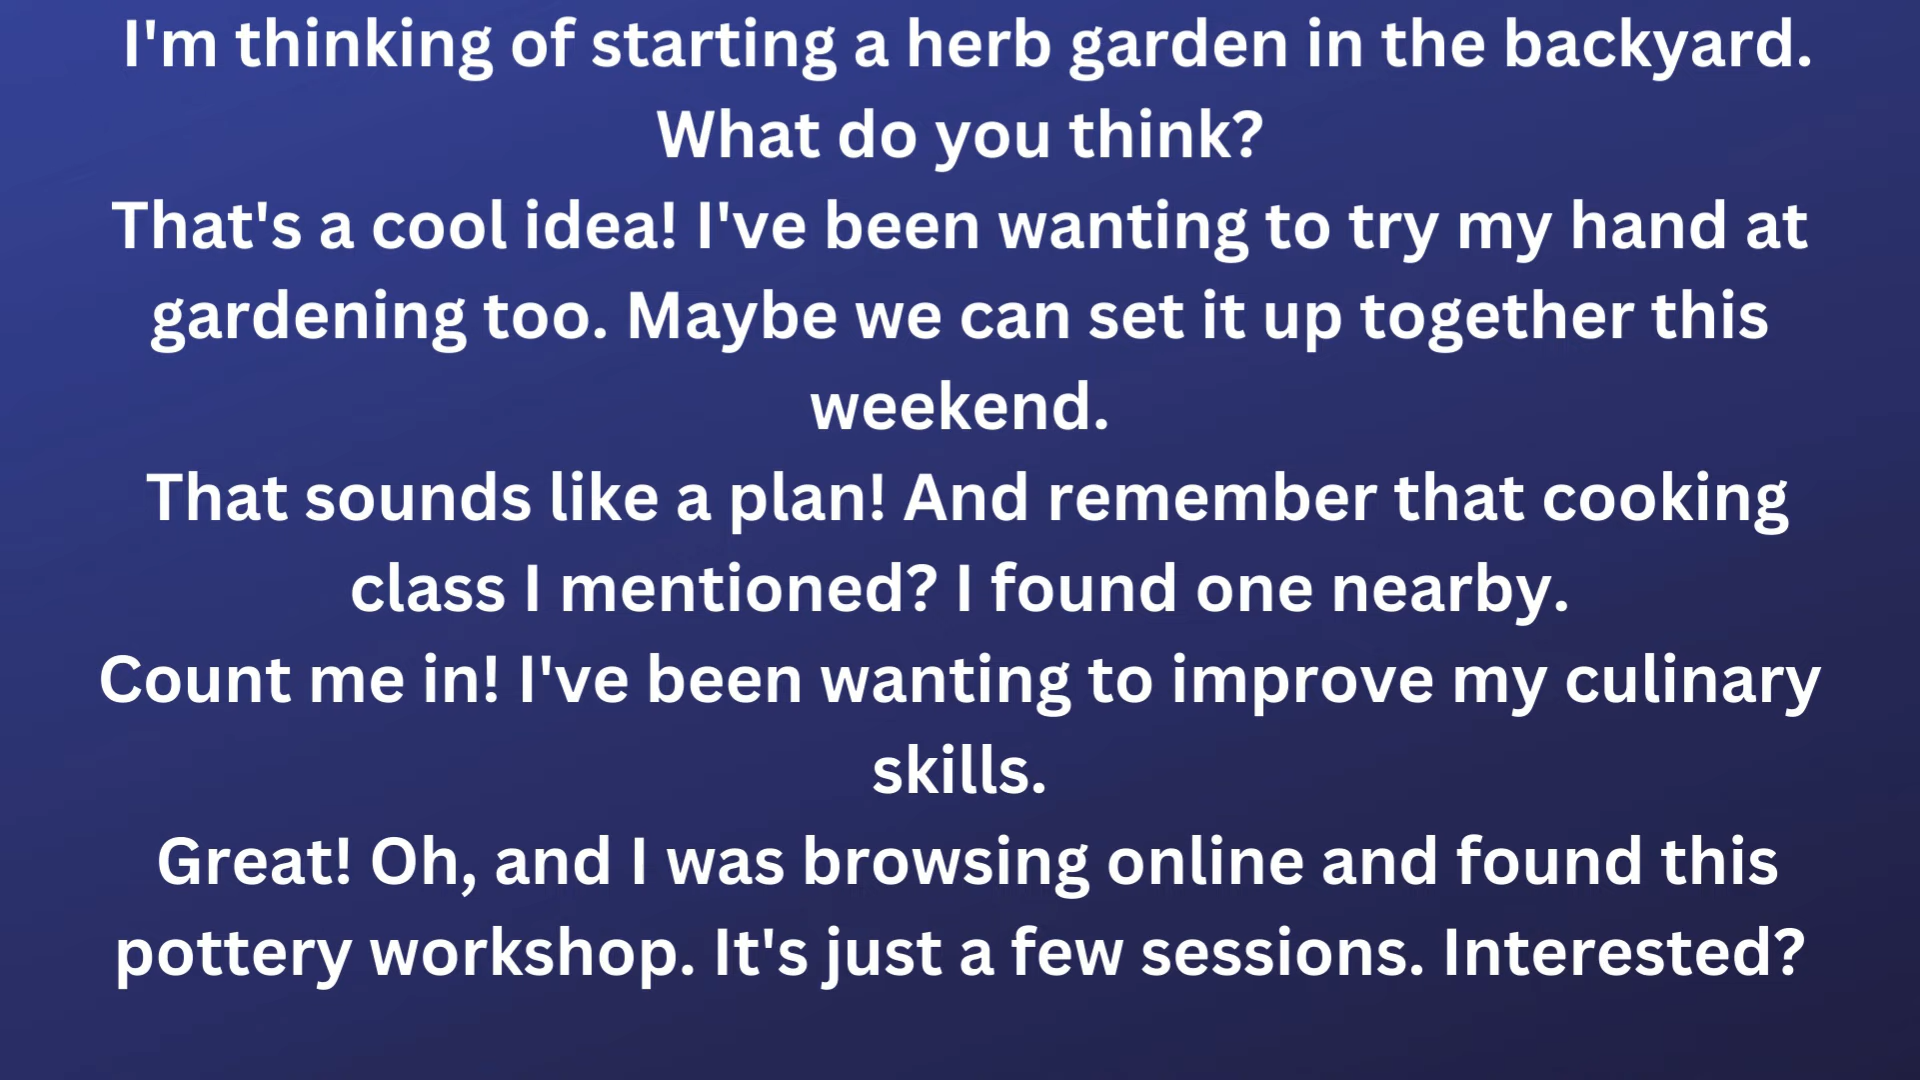 I'm thinking of starting a herb garden in the backyard.
What do you think?
That's a cool idea! I've been wanting to try my hand at
gardening too. Maybe we can set it up together this
weekend.
That sounds like a plan! And remember that cooking
class I mentioned? I found one nearby.
Count me in! I've been wanting to improve my culinary
skills.
Great! Oh, and I was browsing online and found this
pottery workshop. It's just a few sessions. Interested?